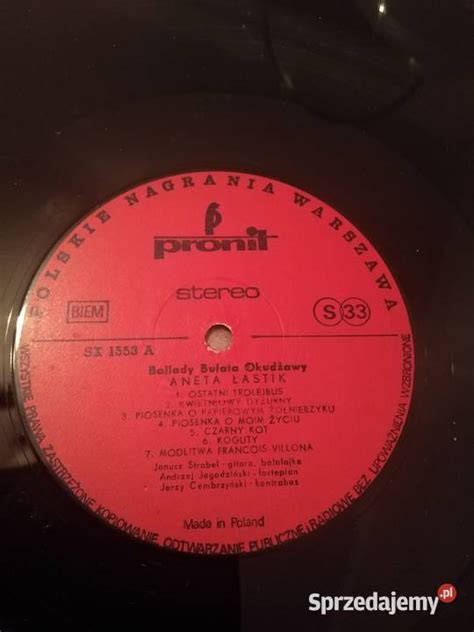 POLSKIE NAGRANIA WARSZAWA
pronit
stereo
BIEM
S 33
SX 1553 A
Ballady Bułata Okudżawy
ANETA ŁASTIK
1. OSTATNI TROLEJBUS
2. KWIETNIOWY DYŻURNY
3. PIOSENKA O PAPIEROWYM ŻOŁNIERZYKU
4. PIOSENKA O MOIM ŻYCIU
5. CZARNY KOT
6. KOGUTY
7. MODLITWA FRANCOIS VILLONA
Janusz Strobel - gitara, bałałajka
Andrzej Jagodziński - fortepian
Jerzy Cembrzyński - kontrabas
Made in Poland
WSZYSTKIE PRAWA ZASTRZEŻONE KOPIOWANIE, ODTWARZANIE PUBLICZNE I RADIOWE BEZ UPOWAŻNIENIA WZBRONIONE
Sprzedajemy.pl